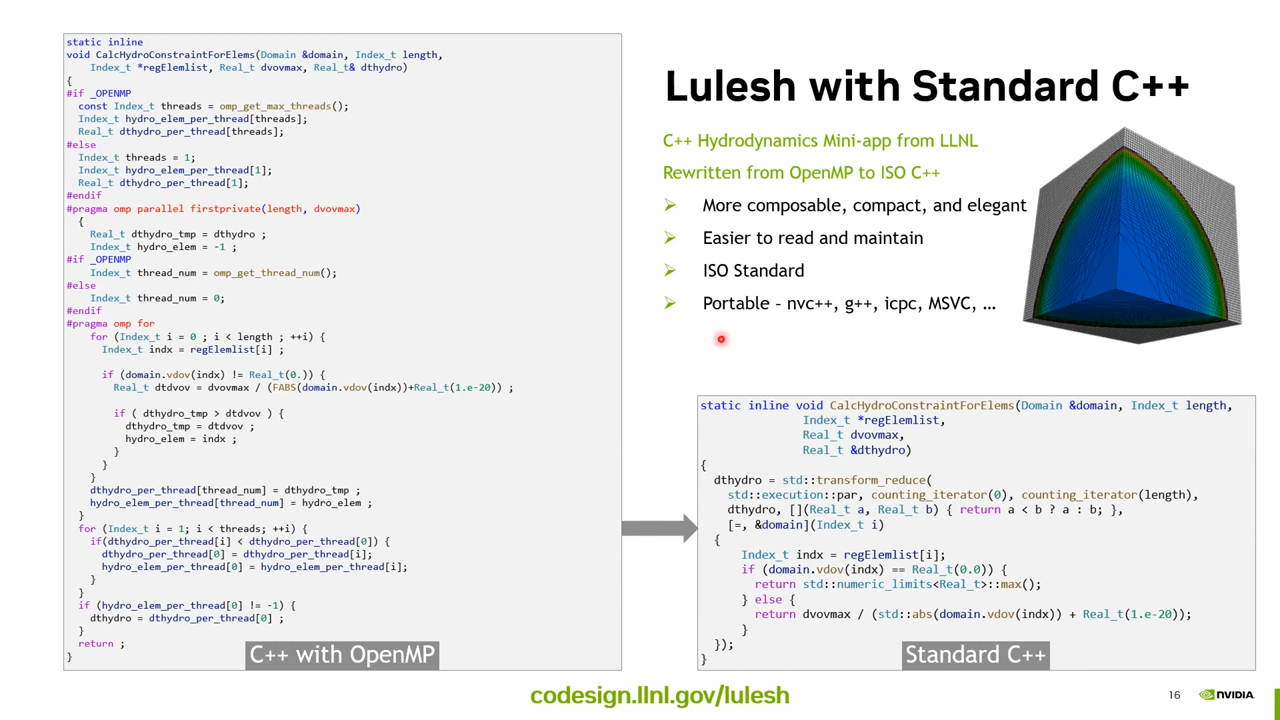 static inline
void CalcHydroConstraintForElems(Domain &domain, Index_t length,
Index_t *regElemlist, Real_t dvovmax, Real_t& dthydro)
{
#if _OPENMP
const Index_t threads = omp_get_max_threads();
Index_t hydro_elem_per_thread[threads];
Real_t dthydro_per_thread[threads];
#else
Index_t threads = 1;
Index_t hydro_elem_per_thread[1];
Real_t dthydro_per_thread[1];
#endif
#pragma omp parallel firstprivate(length, dvovmax)
{
Real_t dthydro_tmp = dthydro ;
Index_t hydro_elem = -1 ;
#if _OPENMP
Index_t thread_num = omp_get_thread_num();
#else
Index_t thread_num = 0;
#endif
#pragma omp for
for (Index_t i = 0 ; i < length ; ++i) {
Index_t indx = regElemlist[i] ;
if (domain.vdov(indx) != Real_t(0.)) {
Real_t dtdvov = dvovmax / (FABS(domain.vdov(indx))+Real_t(1.e-20)) ;
if ( dthydro_tmp > dtdvov ) {
dthydro_tmp = dtdvov ;
hydro_elem = indx ;
}
}
}
dthydro_per_thread[thread_num] = dthydro_tmp ;
hydro_elem_per_thread[thread_num] = hydro_elem ;
}
for (Index_t i = 1; i < threads; ++i) {
if(dthydro_per_thread[i] < dthydro_per_thread[0]) {
dthydro_per_thread[0] = dthydro_per_thread[i];
hydro_elem_per_thread[0] = hydro_elem_per_thread[i];
}
}
if (hydro_elem_per_thread[0] != -1) {
dthydro = dthydro_per_thread[0] ;
}
return ;
}
C++ with OpenMP
Lulesh with Standard C++
C++ Hydrodynamics Mini-app from LLNL
Rewritten from OpenMP to ISO C++
More composable, compact, and elegant
Easier to read and maintain
ISO Standard
Portable – nvc++, g++, icpc, MSVC, …
static inline void CalcHydroConstraintForElems(Domain &domain, Index_t length,
Index_t *regElemlist,
Real_t dvovmax,
Real_t &dthydro)
{
dthydro = std::transform_reduce(
std::execution::par, counting_iterator(0), counting_iterator(length),
dthydro, [](Real_t a, Real_t b) { return a < b ? a : b; },
[=, &domain](Index_t i)
{
Index_t indx = regElemlist[i];
if (domain.vdov(indx) == Real_t(0.0)) {
return std::numeric_limits<Real_t>::max();
} else {
return dvovmax / (std::abs(domain.vdov(indx)) + Real_t(1.e-20));
}
});
}
Standard C++
codesign.llnl.gov/lulesh
16
NVIDIA.